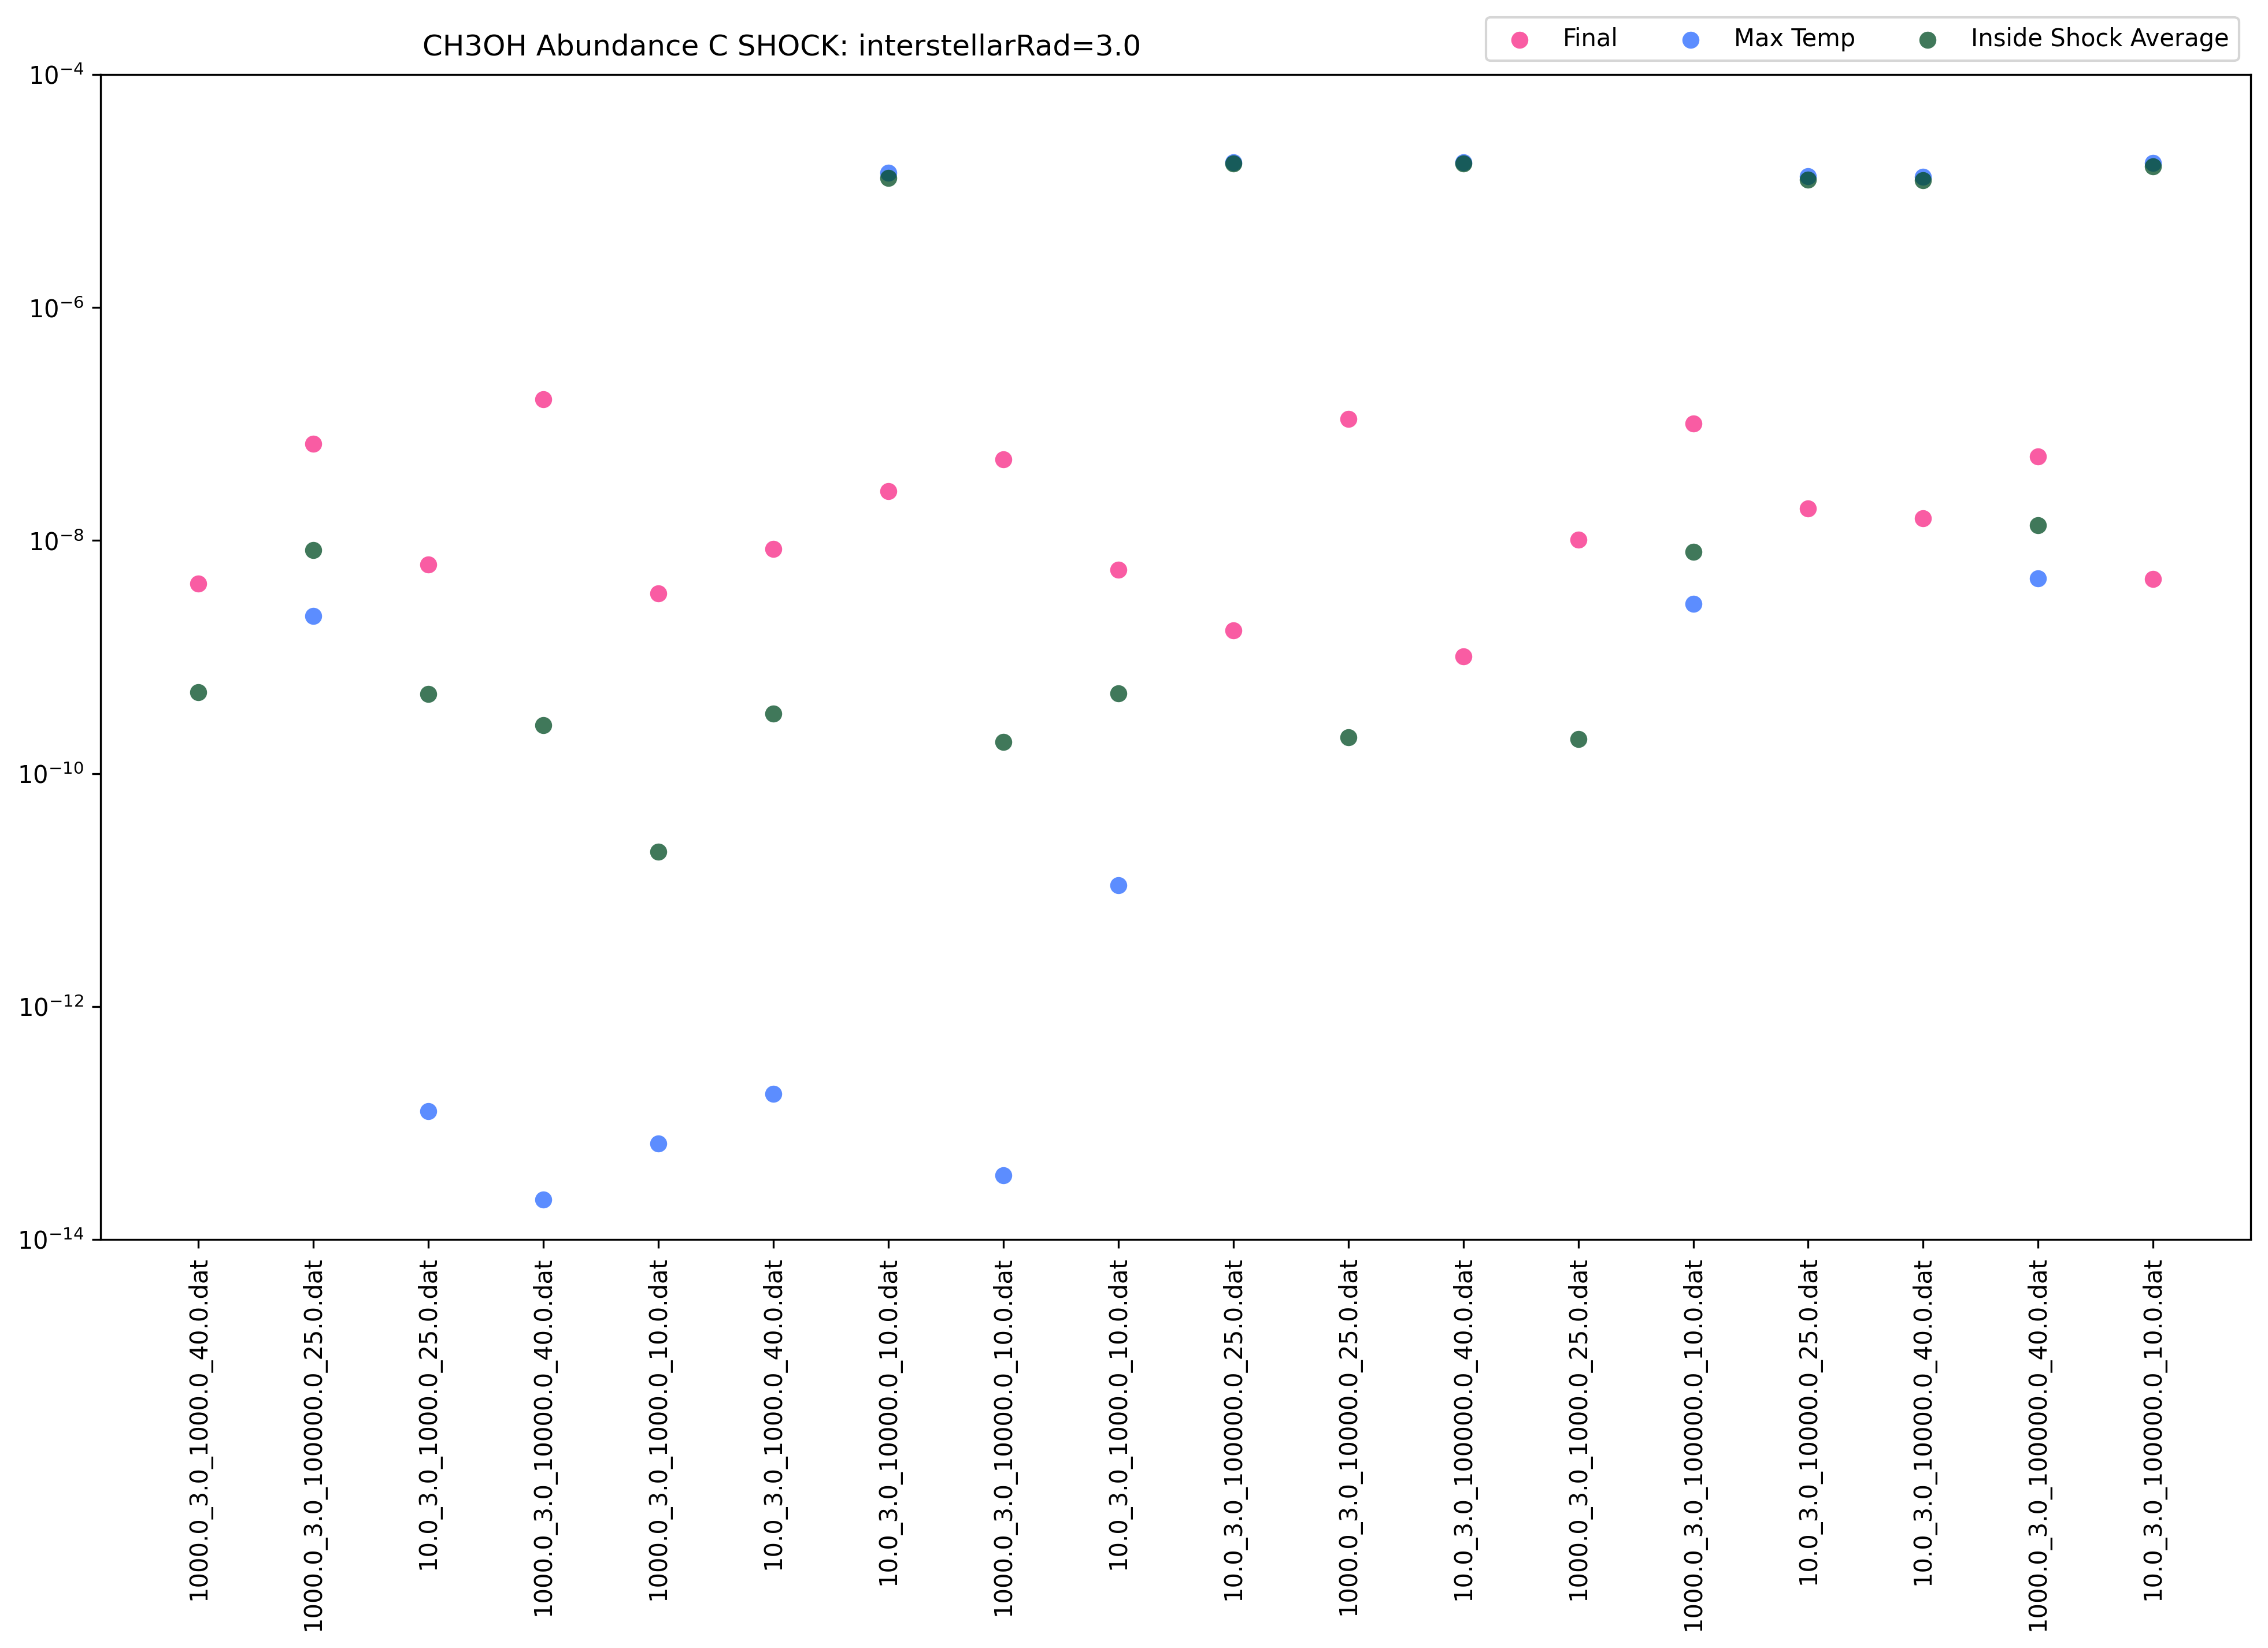 CH3OH Abundance C SHOCK: interstellarRad=3.0
Final
Max Temp
Inside Shock Average
10⁻⁴
10⁻⁶
10⁻⁸
10⁻¹⁰
10⁻¹²
10⁻¹⁴
1000.0_3.0_1000.0_40.0.dat
1000.0_3.0_100000.0_25.0.dat
10.0_3.0_1000.0_25.0.dat
1000.0_3.0_10000.0_40.0.dat
1000.0_3.0_1000.0_10.0.dat
10.0_3.0_1000.0_40.0.dat
10.0_3.0_10000.0_10.0.dat
1000.0_3.0_10000.0_10.0.dat
10.0_3.0_1000.0_10.0.dat
10.0_3.0_100000.0_25.0.dat
1000.0_3.0_10000.0_25.0.dat
10.0_3.0_100000.0_40.0.dat
1000.0_3.0_1000.0_25.0.dat
1000.0_3.0_100000.0_10.0.dat
10.0_3.0_10000.0_25.0.dat
10.0_3.0_10000.0_40.0.dat
1000.0_3.0_100000.0_40.0.dat
10.0_3.0_100000.0_10.0.dat